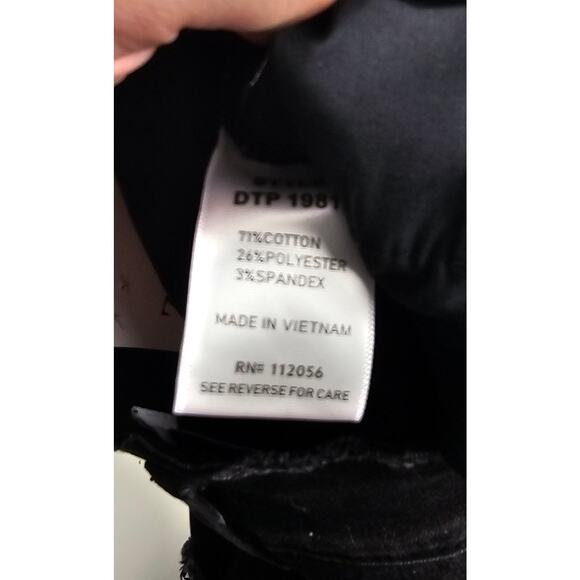 DTP 1981
71%COTTON
26%POLYESTER
3%SPANDEX
MADE IN VIETNAM
RN# 112056
SEE REVERSE FOR CARE